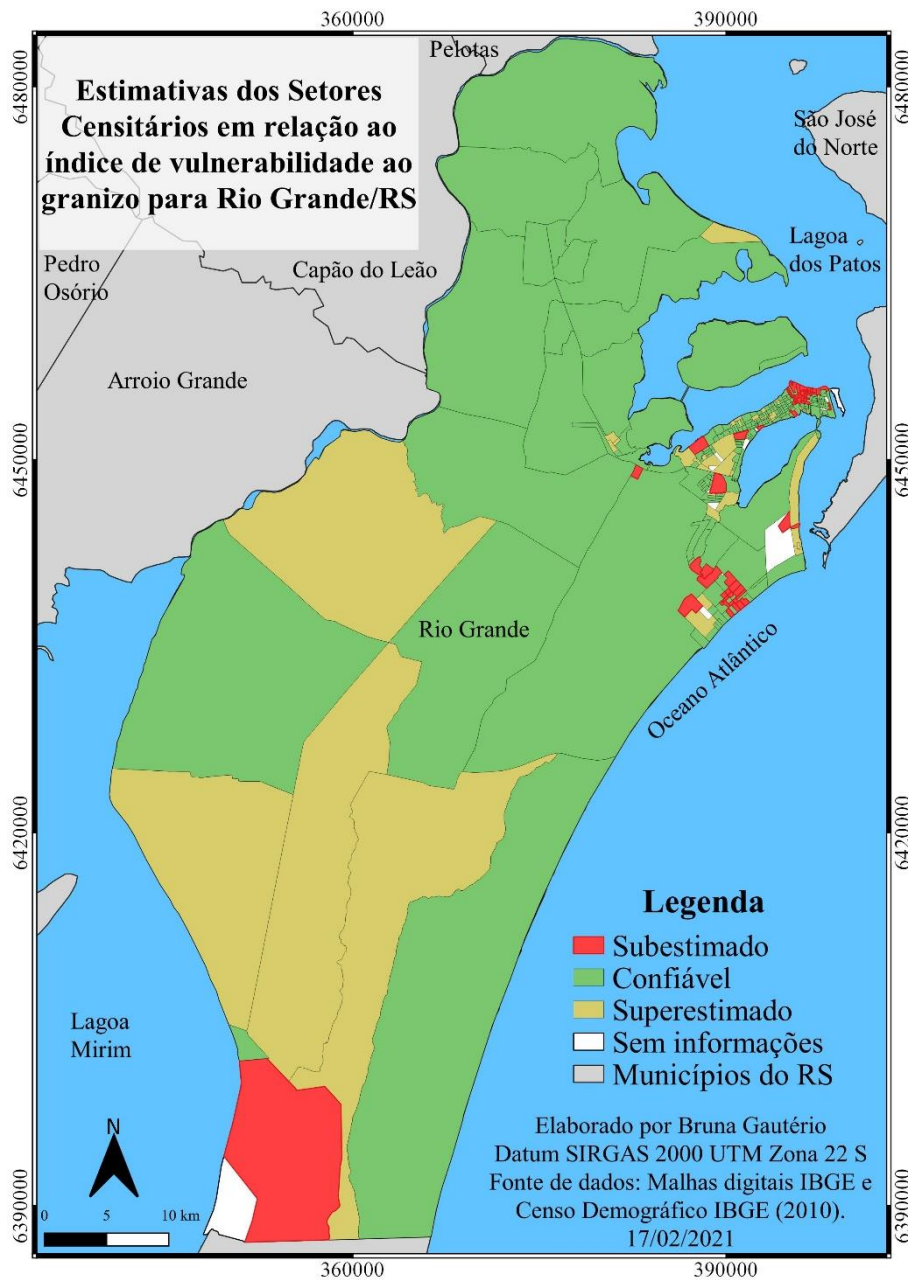 360000
390000
Pelotas
Estimativas dos Setores
Censitários em relação ao
índice de vulnerabilidade ao
granizo para Rio Grande/RS
6480000
6480000
São José
do Norte
Lagoa
dos Patos
Pedro
Osório
Capão do Leão
Arroio Grande
6450000
6450000
Rio Grande
Oceano Atlântico
6420000
6420000
Legenda
Subestimado
Confiável
Superestimado
Sem informações
Municípios do RS
Lagoa
Mirim
N
0 5 10 km
Elaborado por Bruna Gautério
Datum SIRGAS 2000 UTM Zona 22 S
Fonte de dados: Malhas digitais IBGE e
Censo Demográfico IBGE (2010).
17/02/2021
6390000
6390000
360000
390000